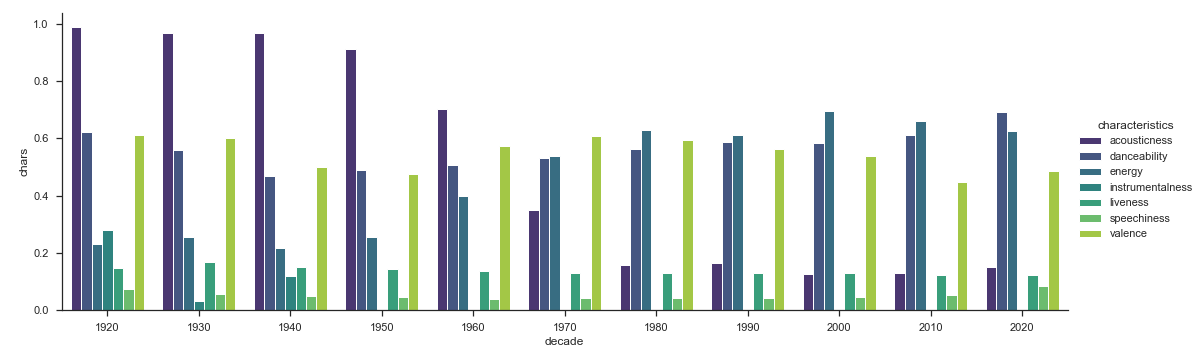 1.0
0.8
0.6
0.4
0.2
0.0
chars
1920 1930 1940 1950 1960 1970 1980 1990 2000 2010 2020
decade
characteristics
acousticness
danceability
energy
instrumentalness
liveness
speechiness
valence